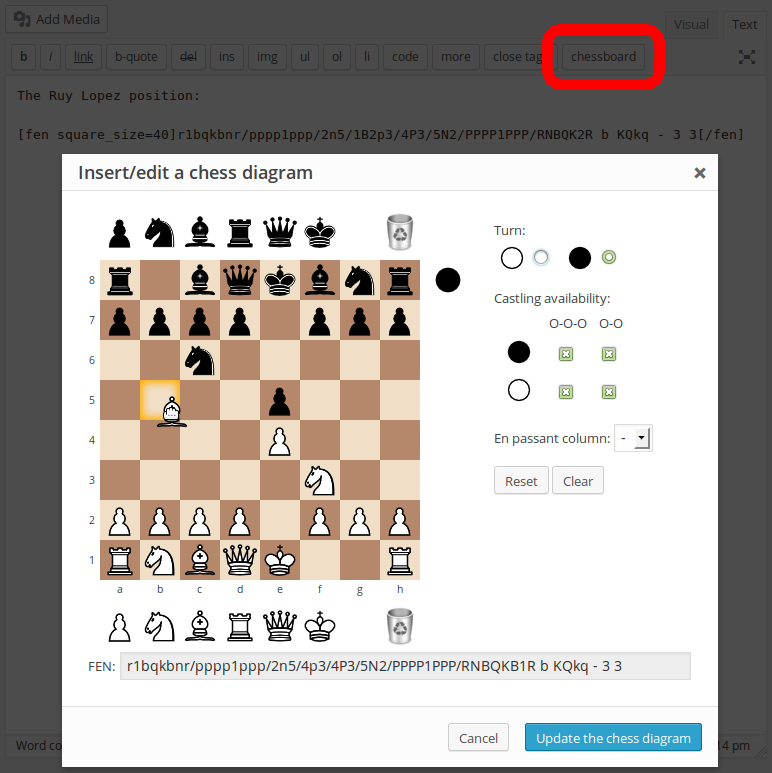 Add Media
Visual Text
b i link b-quote del ins img ul ol li code more close tag chessboard
The Ruy Lopez position:
[fen square_size=40]r1bqkbnr/pppp1ppp/2n5/1B2p3/4P3/5N2/PPPP1PPP/RNBQK2R b KQkq - 3 3[/fen]
Insert/edit a chess diagram
Turn:
8
7
6
5
4
3
2
1
a b c d e f g h
Castling availability:
O-O-O O-O
En passant column: -
Reset Clear
FEN: r1bqkbnr/pppp1ppp/2n5/4p3/4P3/5N2/PPPP1PPP/RNBQKB1R b KQkq - 3 3
Cancel Update the chess diagram
Word co
14 pm